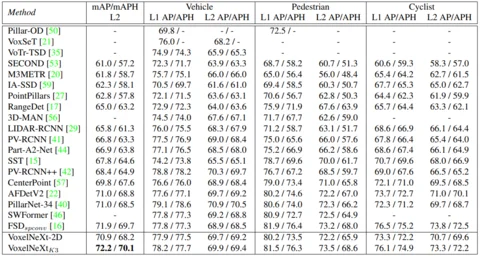 Method mAP/mAPH Vehicle Pedestrian Cyclist
L2 L1 AP/APH L2 AP/APH L1 AP/APH L2 AP/APH L1 AP/APH L2 AP/APH
Pillar-OD [50] - 69.8 / - - / - 72.5 / - - - -
VoxSeT [21] - 76.0 / - 68.2 / - - - - -
VoTr-TSD [35] - 74.9 / 74.3 65.9 / 65.3 - - - -
SECOND [53] 61.0 / 57.2 72.3 / 71.7 63.9 / 63.3 68.7 / 58.2 60.7 / 51.3 60.6 / 59.3 58.3 / 57.0
M3METR [20] 61.8 / 58.7 75.7 / 75.1 66.0 / 66.0 65.0 / 56.4 56.0 / 48.4 65.4 / 64.2 62.7 / 61.5
IA-SSD [59] 62.3 / 58.1 70.5 / 69.7 61.6 / 61.0 69.4 / 58.5 60.3 / 50.7 67.7 / 65.3 65.0 / 62.7
PointPillars [27] 62.8 / 57.8 72.1 / 71.5 63.6 / 63.1 70.6 / 56.7 62.8 / 50.3 64.4 / 62.3 61.9 / 59.9
RangeDet [17] 65.0 / 63.2 72.9 / 72.3 64.0 / 63.6 75.9 / 71.9 67.6 / 63.9 65.7 / 64.4 63.3 / 62.1
3D-MAN [56] - 74.5 / 74.0 67.6 / 67.1 71.7 / 67.7 62.6 / 59.0 - -
LIDAR-RCNN [29] 65.8 / 61.3 76.0 / 75.5 68.3 / 67.9 71.2 / 58.7 63.1 / 51.7 68.6 / 66.9 66.1 / 64.4
PV-RCNN [41] 66.8 / 63.3 77.5 / 76.9 69.0 / 68.4 75.0 / 65.6 66.0 / 57.6 67.8 / 66.4 65.4 / 64.0
Part-A2-Net [44] 66.9 / 63.8 77.1 / 76.5 68.5 / 68.0 75.2 / 66.9 66.2 / 58.6 68.6 / 67.4 66.1 / 64.9
SST [15] 67.8 / 64.6 74.2 / 73.8 65.5 / 65.1 78.7 / 69.6 70.0 / 61.7 70.7 / 69.6 68.0 / 66.9
PV-RCNN++ [42] 68.4 / 64.9 78.8 / 78.2 70.3 / 69.7 76.7 / 67.2 68.5 / 59.7 69.0 / 67.6 66.5 / 65.2
CenterPoint [57] 69.8 / 67.6 76.6 / 76.0 68.9 / 68.4 79.0 / 73.4 71.0 / 65.8 72.1 / 71.0 69.5 / 68.5
AFDetV2 [22] 71.0 / 68.8 77.6 / 77.1 69.7 / 69.2 80.2 / 74.6 72.2 / 67.0 73.7 / 72.7 71.0 / 70.1
PillarNet-34 [40] 71.0 / 68.5 79.1 / 78.6 70.9 / 70.5 80.6 / 74.0 72.3 / 66.2 72.3 / 71.2 69.7 / 68.7
SWFormer [46] - 77.8 / 77.3 69.2 / 68.8 80.9 / 72.7 72.5 / 64.9 - -
FSDspconv [16] 71.9 / 69.7 77.8 / 77.3 68.9 / 68.5 81.9 / 76.4 73.2 / 68.0 76.5 / 75.2 73.8 / 72.5
VoxelNeXt-2D 70.9 / 68.2 77.9 / 77.5 69.7 / 69.2 80.2 / 73.5 72.2 / 65.9 73.3 / 72.2 70.7 / 69.6
VoxelNeXtK3 72.2 / 70.1 78.2 / 77.7 69.9 / 69.4 81.5 / 76.3 73.5 / 68.6 76.1 / 74.9 73.3 / 72.2